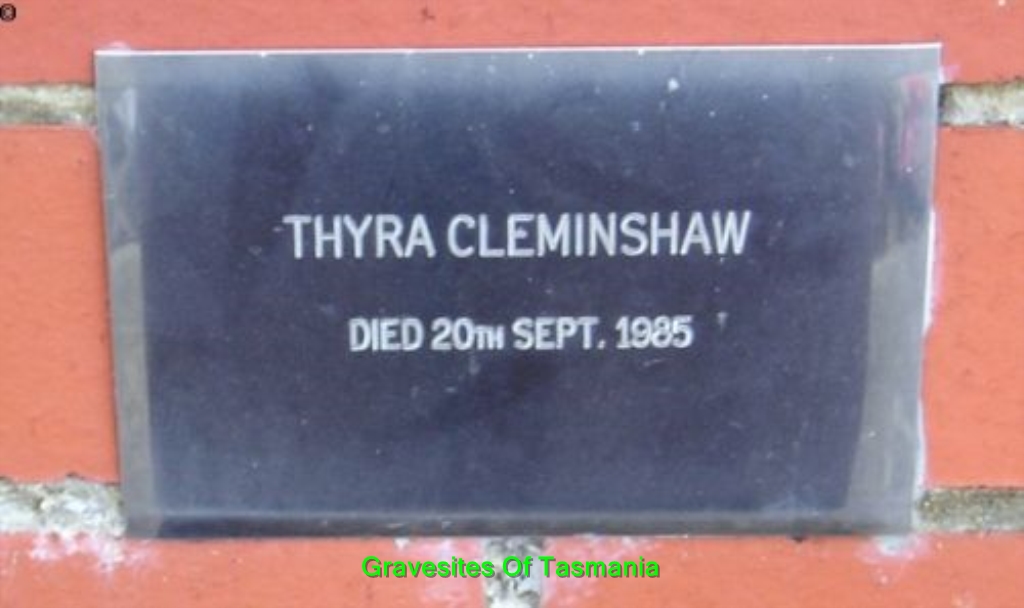 THYRA CLEMINSHAW
DIED 20TH SEPT. 1985
Gravesites Of Tasmania